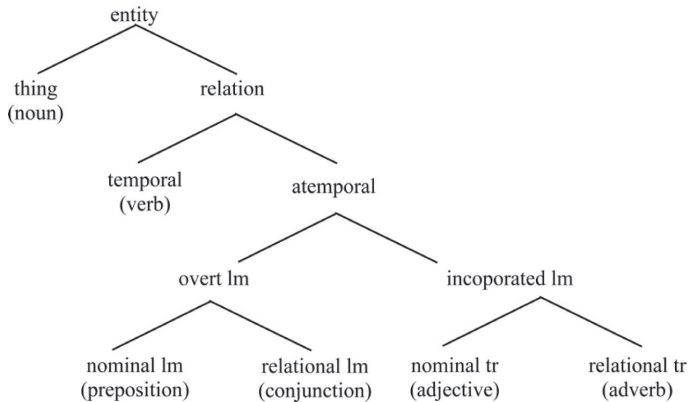 entity
thing
(noun)
relation
temporal
(verb)
atemporal
overt lm
incoporated lm
nominal lm
(preposition)
relational lm
(conjunction)
nominal tr
(adjective)
relational tr
(adverb)